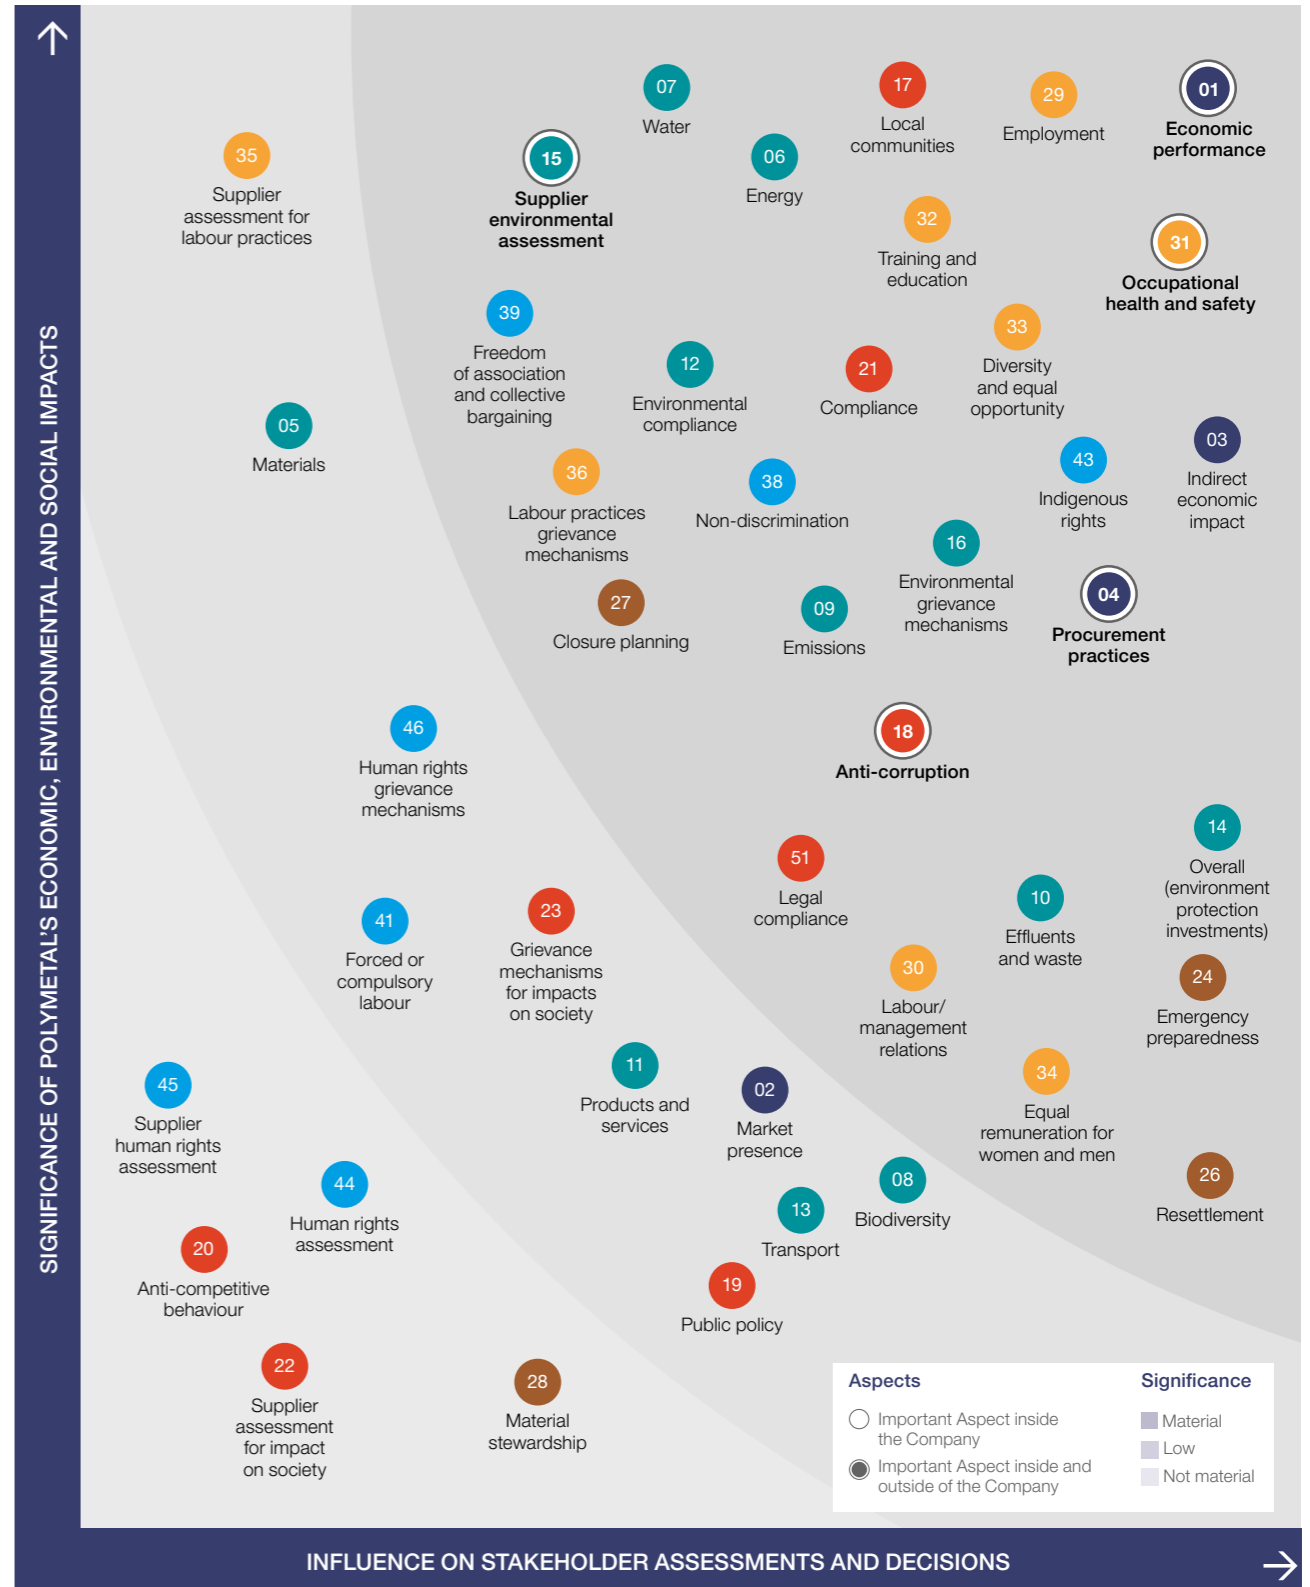 SIGNIFICANCE OF POLYMETAL'S ECONOMIC, ENVIRONMENTAL AND SOCIAL IMPACTS
07
Water
17
Local
communities
29
Employment
01
Economic
performance
35
Supplier
assessment for
labour practices
15
Supplier
environmental
assessment
06
Energy
32
Training and
education
31
Occupational
health and safety
39
Freedom
of association
and collective
bargaining
12
Environmental
compliance
21
Compliance
33
Diversity
and equal
opportunity
05
Materials
36
Labour practices
grievance
mechanisms
38
Non-discrimination
43
Indigenous
rights
03
Indirect
economic
impact
16
Environmental
grievance
mechanisms
27
Closure planning
09
Emissions
04
Procurement
practices
46
Human rights
grievance
mechanisms
18
Anti-corruption
51
Legal
compliance
14
Overall
(environment
protection
investments)
41
Forced or
compulsory
labour
23
Grievance
mechanisms
for impacts
on society
10
Effluents
and waste
30
Labour/
management
relations
24
Emergency
preparedness
45
Supplier
human rights
assessment
11
Products and
services
02
Market
presence
34
Equal
remuneration for
women and men
44
Human rights
assessment
08
Biodiversity
26
Resettlement
20
Anti-competitive
behaviour
13
Transport
19
Public policy
22
Supplier
assessment
for impact
on society
28
Material
stewardship
Aspects
Important Aspect inside
the Company
Important Aspect inside and
outside of the Company
Significance
Material
Low
Not material
INFLUENCE ON STAKEHOLDER ASSESSMENTS AND DECISIONS